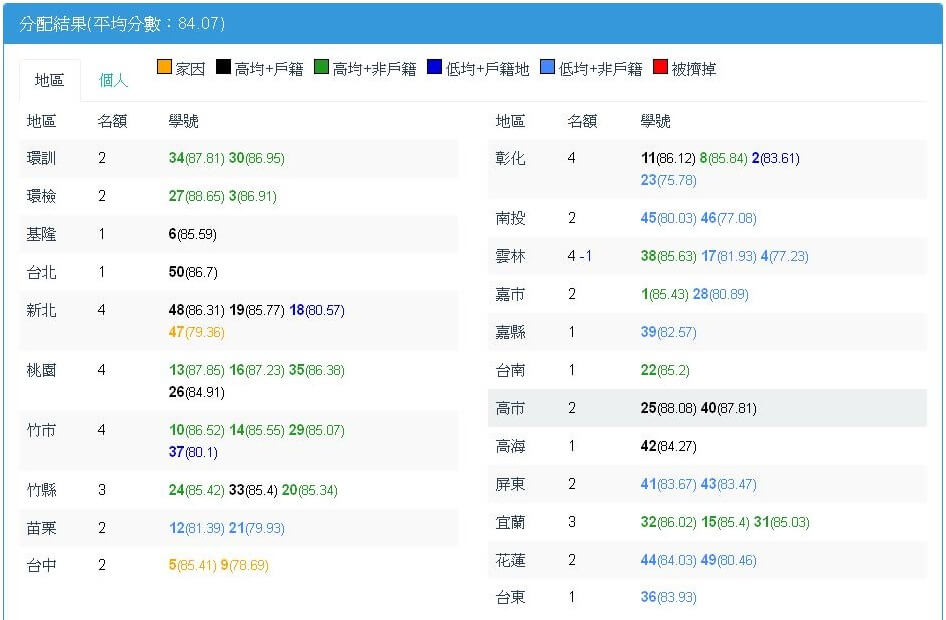 分配結果(平均分數：84.07)
地區 個人 家因 高均+戶籍 高均+非戶籍 低均+戶籍地 低均+非戶籍 被擠掉
地區 名額 學號
環訓 2 34(87.81) 30(86.95)
環檢 2 27(88.65) 3(86.91)
基隆 1 6(85.59)
台北 1 50(86.7)
新北 4 48(86.31) 19(85.77) 18(80.57)
47(79.36)
桃園 4 13(87.85) 16(87.23) 35(86.38)
26(84.91)
竹市 4 10(86.52) 14(85.55) 29(85.07)
37(80.1)
竹縣 3 24(85.42) 33(85.4) 20(85.34)
苗栗 2 12(81.39) 21(79.93)
台中 2 5(85.41) 9(78.69)
地區 名額 學號
彰化 4 11(86.12) 8(85.84) 2(83.61)
23(75.78)
南投 2 45(80.03) 46(77.08)
雲林 4 -1 38(85.63) 17(81.93) 4(77.23)
嘉市 2 1(85.43) 28(80.89)
嘉縣 1 39(82.57)
台南 1 22(85.2)
高市 2 25(88.08) 40(87.81)
高海 1 42(84.27)
屏東 2 41(83.67) 43(83.47)
宜蘭 3 32(86.02) 15(85.4) 31(85.03)
花蓮 2 44(84.03) 49(80.46)
台東 1 36(83.93)